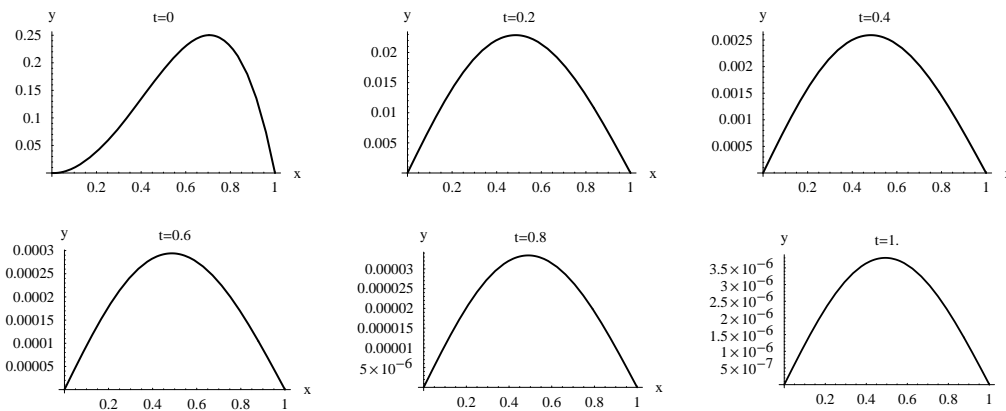 y
t=0
0.25
0.2
0.15
0.1
0.05
0.2 0.4 0.6 0.8 1
x
y
t=0.2
0.02
0.015
0.01
0.005
0.2 0.4 0.6 0.8 1
x
y
t=0.4
0.0025
0.002
0.0015
0.001
0.0005
0.2 0.4 0.6 0.8 1
y
t=0.6
0.0003
0.00025
0.0002
0.00015
0.0001
0.00005
0.2 0.4 0.6 0.8 1
x
y
t=0.8
0.00003
0.000025
0.00002
0.000015
0.00001
5×10⁻⁶
0.2 0.4 0.6 0.8 1
x
y
t=1.
3.5×10⁻⁶
3×10⁻⁶
2.5×10⁻⁶
2×10⁻⁶
1.5×10⁻⁶
1×10⁻⁶
5×10⁻⁷
0.2 0.4 0.6 0.8 1